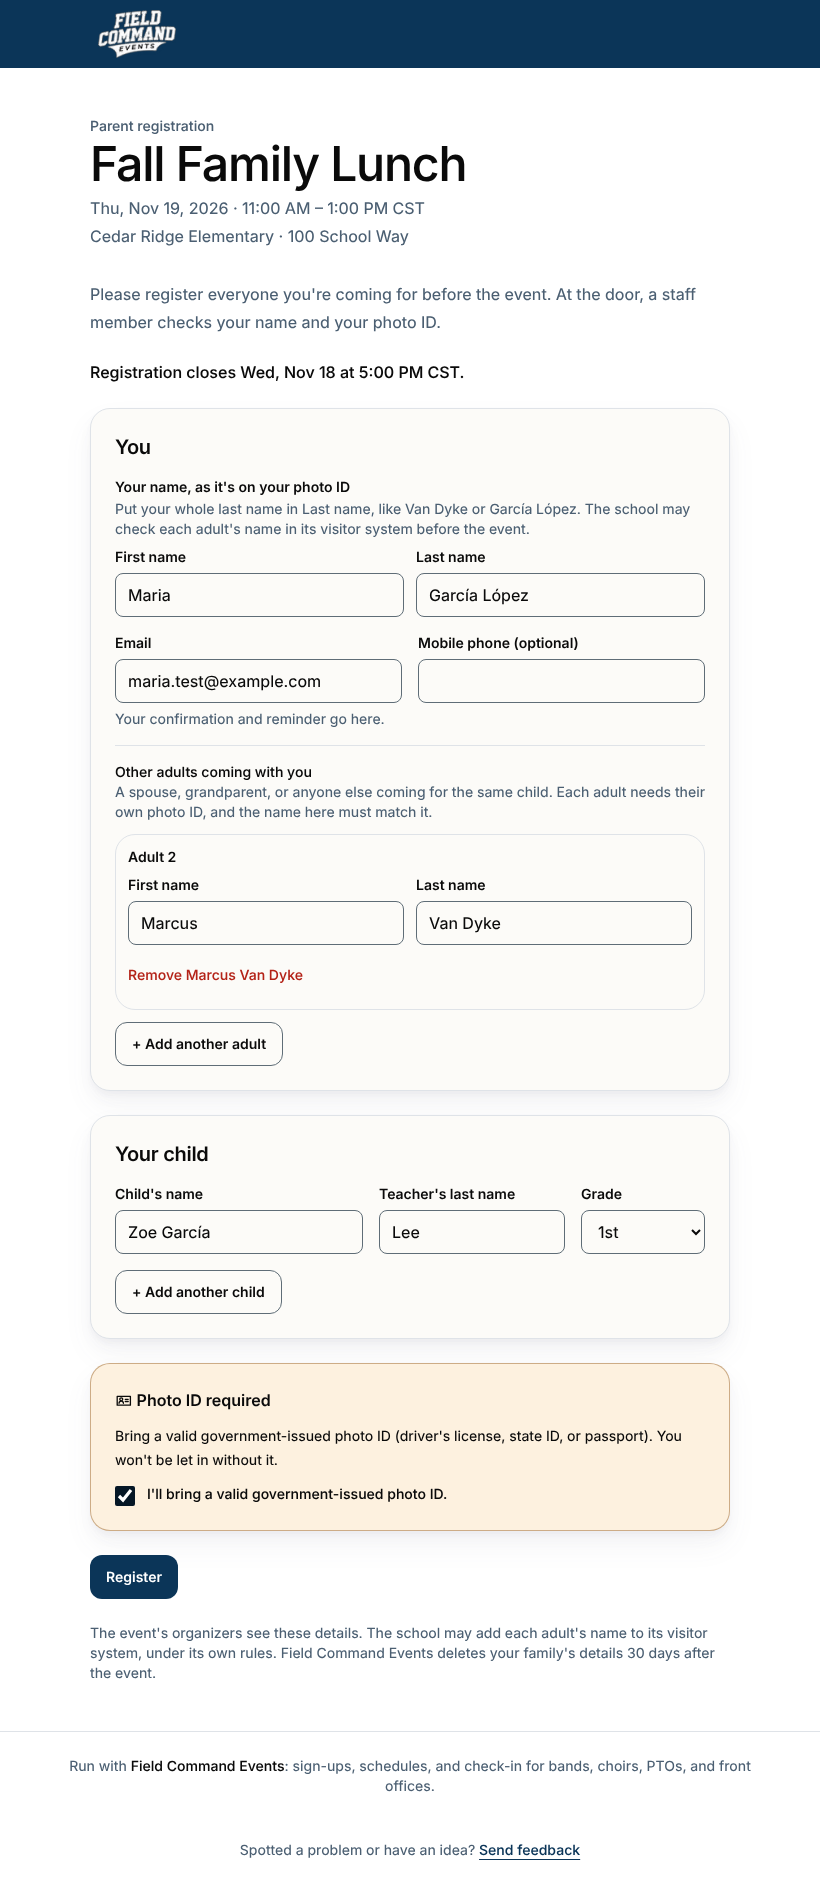 FIELD
COMMAND
EVENTS
Parent registration
Fall Family Lunch
Thu, Nov 19, 2026 · 11:00 AM – 1:00 PM CST
Cedar Ridge Elementary · 100 School Way
Please register everyone you're coming for before the event. At the door, a staff
member checks your name and your photo ID.
Registration closes Wed, Nov 18 at 5:00 PM CST.
You
Your name, as it's on your photo ID
Put your whole last name in Last name, like Van Dyke or García López. The school may
check each adult's name in its visitor system before the event.
First name Last name
Maria García López
Email Mobile phone (optional)
maria.test@example.com
Your confirmation and reminder go here.
Other adults coming with you
A spouse, grandparent, or anyone else coming for the same child. Each adult needs their
own photo ID, and the name here must match it.
Adult 2
First name Last name
Marcus Van Dyke
Remove Marcus Van Dyke
+ Add another adult
Your child
Child's name Teacher's last name Grade
Zoe García Lee 1st
+ Add another child
Photo ID required
Bring a valid government-issued photo ID (driver's license, state ID, or passport). You
won't be let in without it.
I'll bring a valid government-issued photo ID.
Register
The event's organizers see these details. The school may add each adult's name to its visitor
system, under its own rules. Field Command Events deletes your family's details 30 days after
the event.
Run with Field Command Events: sign-ups, schedules, and check-in for bands, choirs, PTOs, and front
offices.
Spotted a problem or have an idea? Send feedback